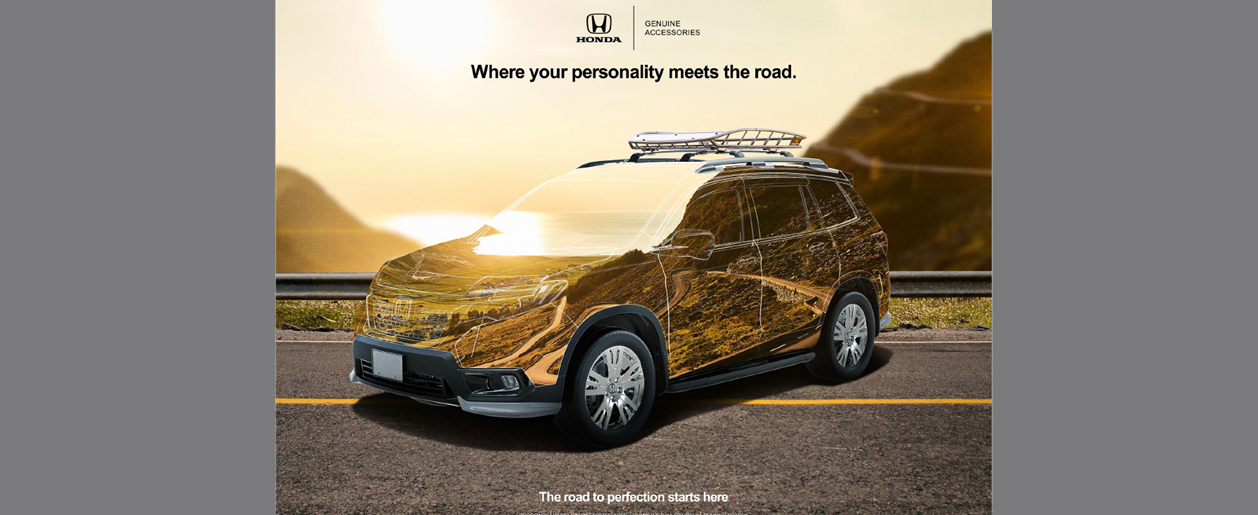 HONDA
GENUINE
ACCESSORIES
Where your personality meets the road.
The road to perfection starts here